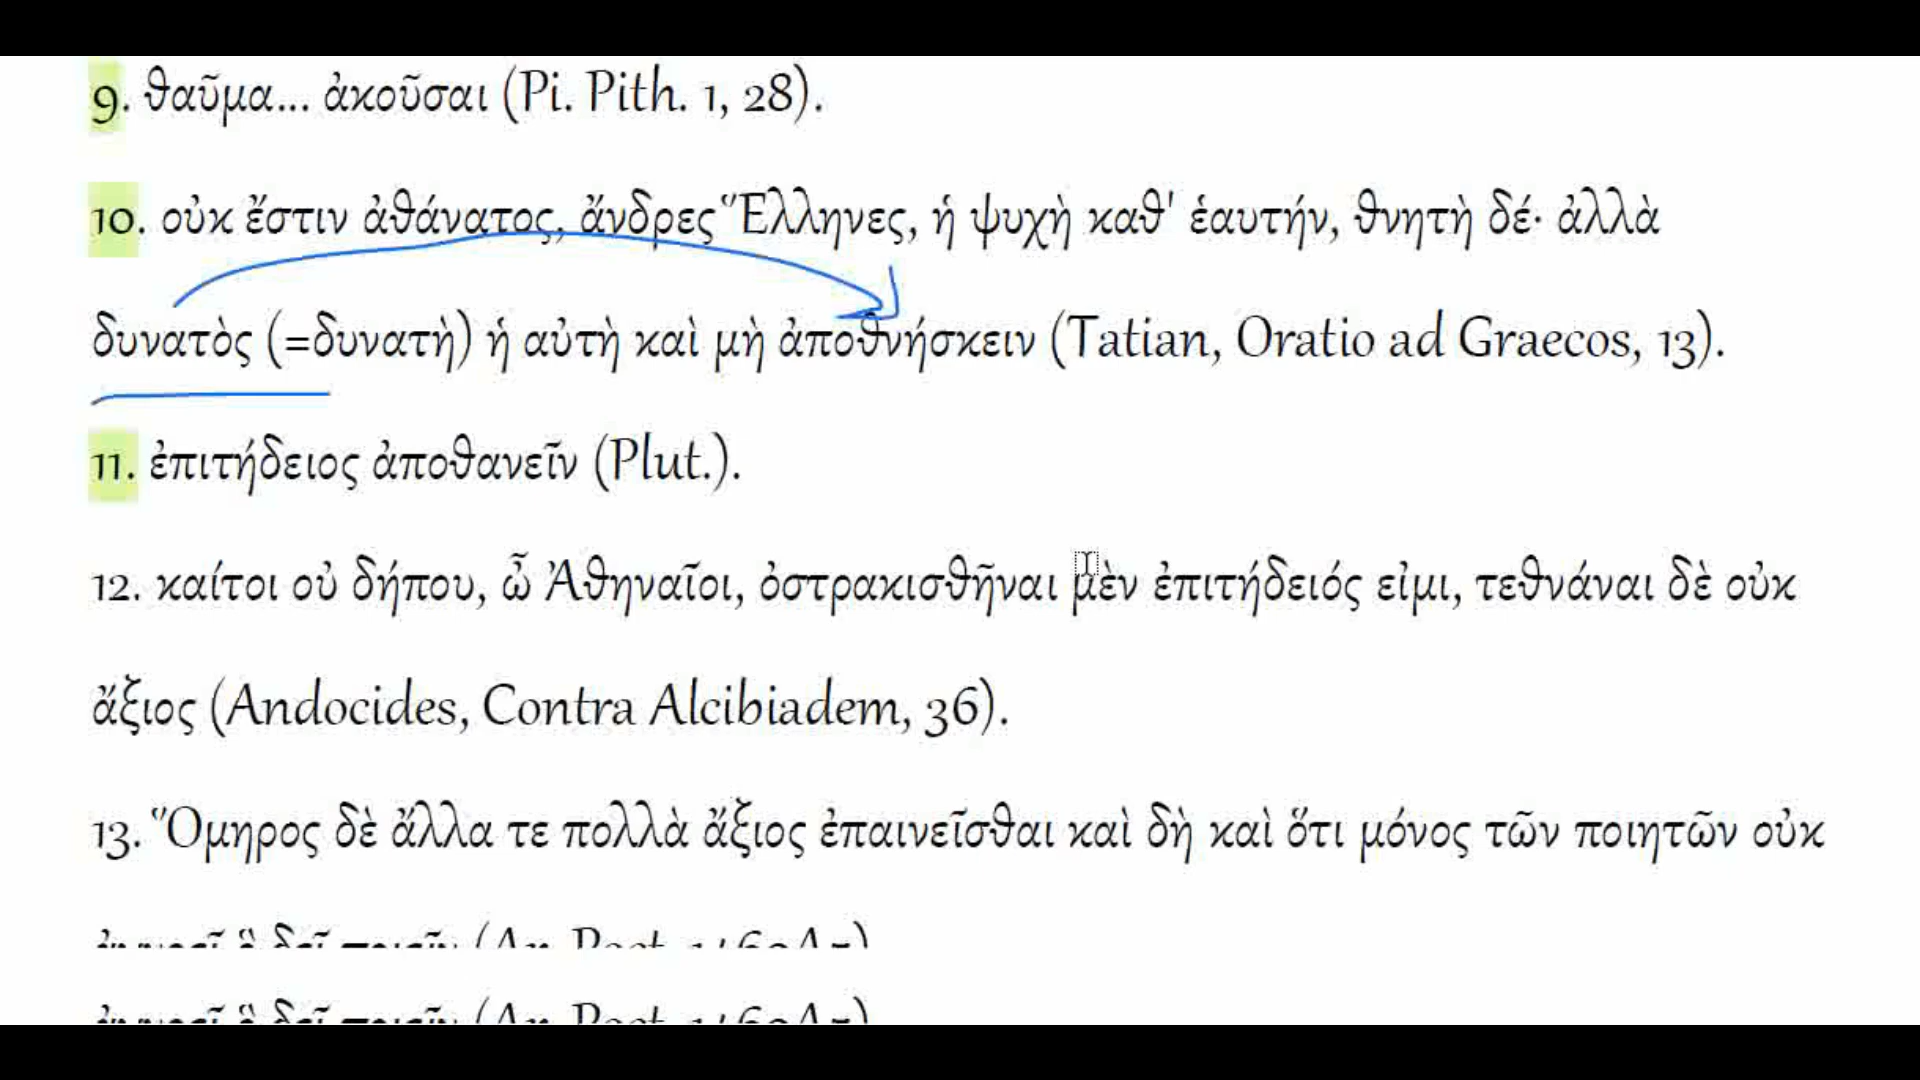 9. θαῦμα... ἀκοῦσαι (Pi. Pith. 1, 28).
10. οὐκ ἔστιν ἀθάνατος, ἄνδρες Ἕλληνες, ἡ ψυχὴ καθ' ἑαυτήν, θνητὴ δέ· ἀλλὰ
δυνατὸς (=δυνατὴ) ἡ αὐτὴ καὶ μὴ ἀποθνήσκειν (Tatian, Oratio ad Graecos, 13).
11. ἐπιτήδειος ἀποθανεῖν (Plut.).
12. καίτοι οὐ δήπου, ὦ Ἀθηναῖοι, ὀστρακισθῆναι μὲν ἐπιτήδειός εἰμι, τεθνάναι δὲ οὐκ
ἄξιος (Andocides, Contra Alcibiadem, 36).
13. Ὅμηρος δὲ ἄλλα τε πολλὰ ἄξιος ἐπαινεῖσθαι καὶ δὴ καὶ ὅτι μόνος τῶν ποιητῶν οὐκ